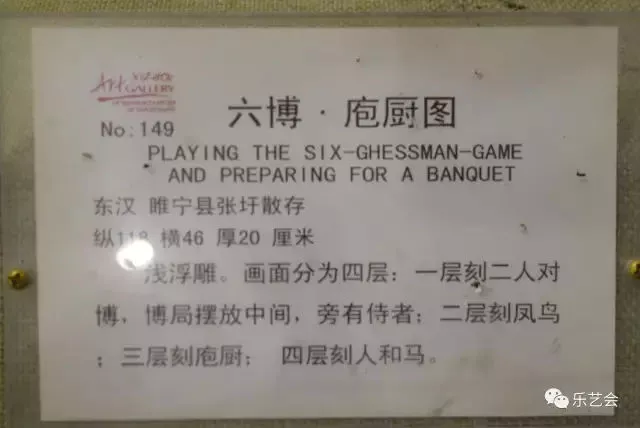 Art GALLERY
No: 149
六博·庖厨图
PLAYING THE SIX-GHESSMAN-GAME
AND PREPARING FOR A BANQUET
东汉 睢宁县张圩散存
纵118 横46 厚20 厘米
浅浮雕。画面分为四层:一层刻二人对
博,博局摆放中间,旁有侍者;二层刻凤鸟
;三层刻庖厨; 四层刻人和马。
乐艺会